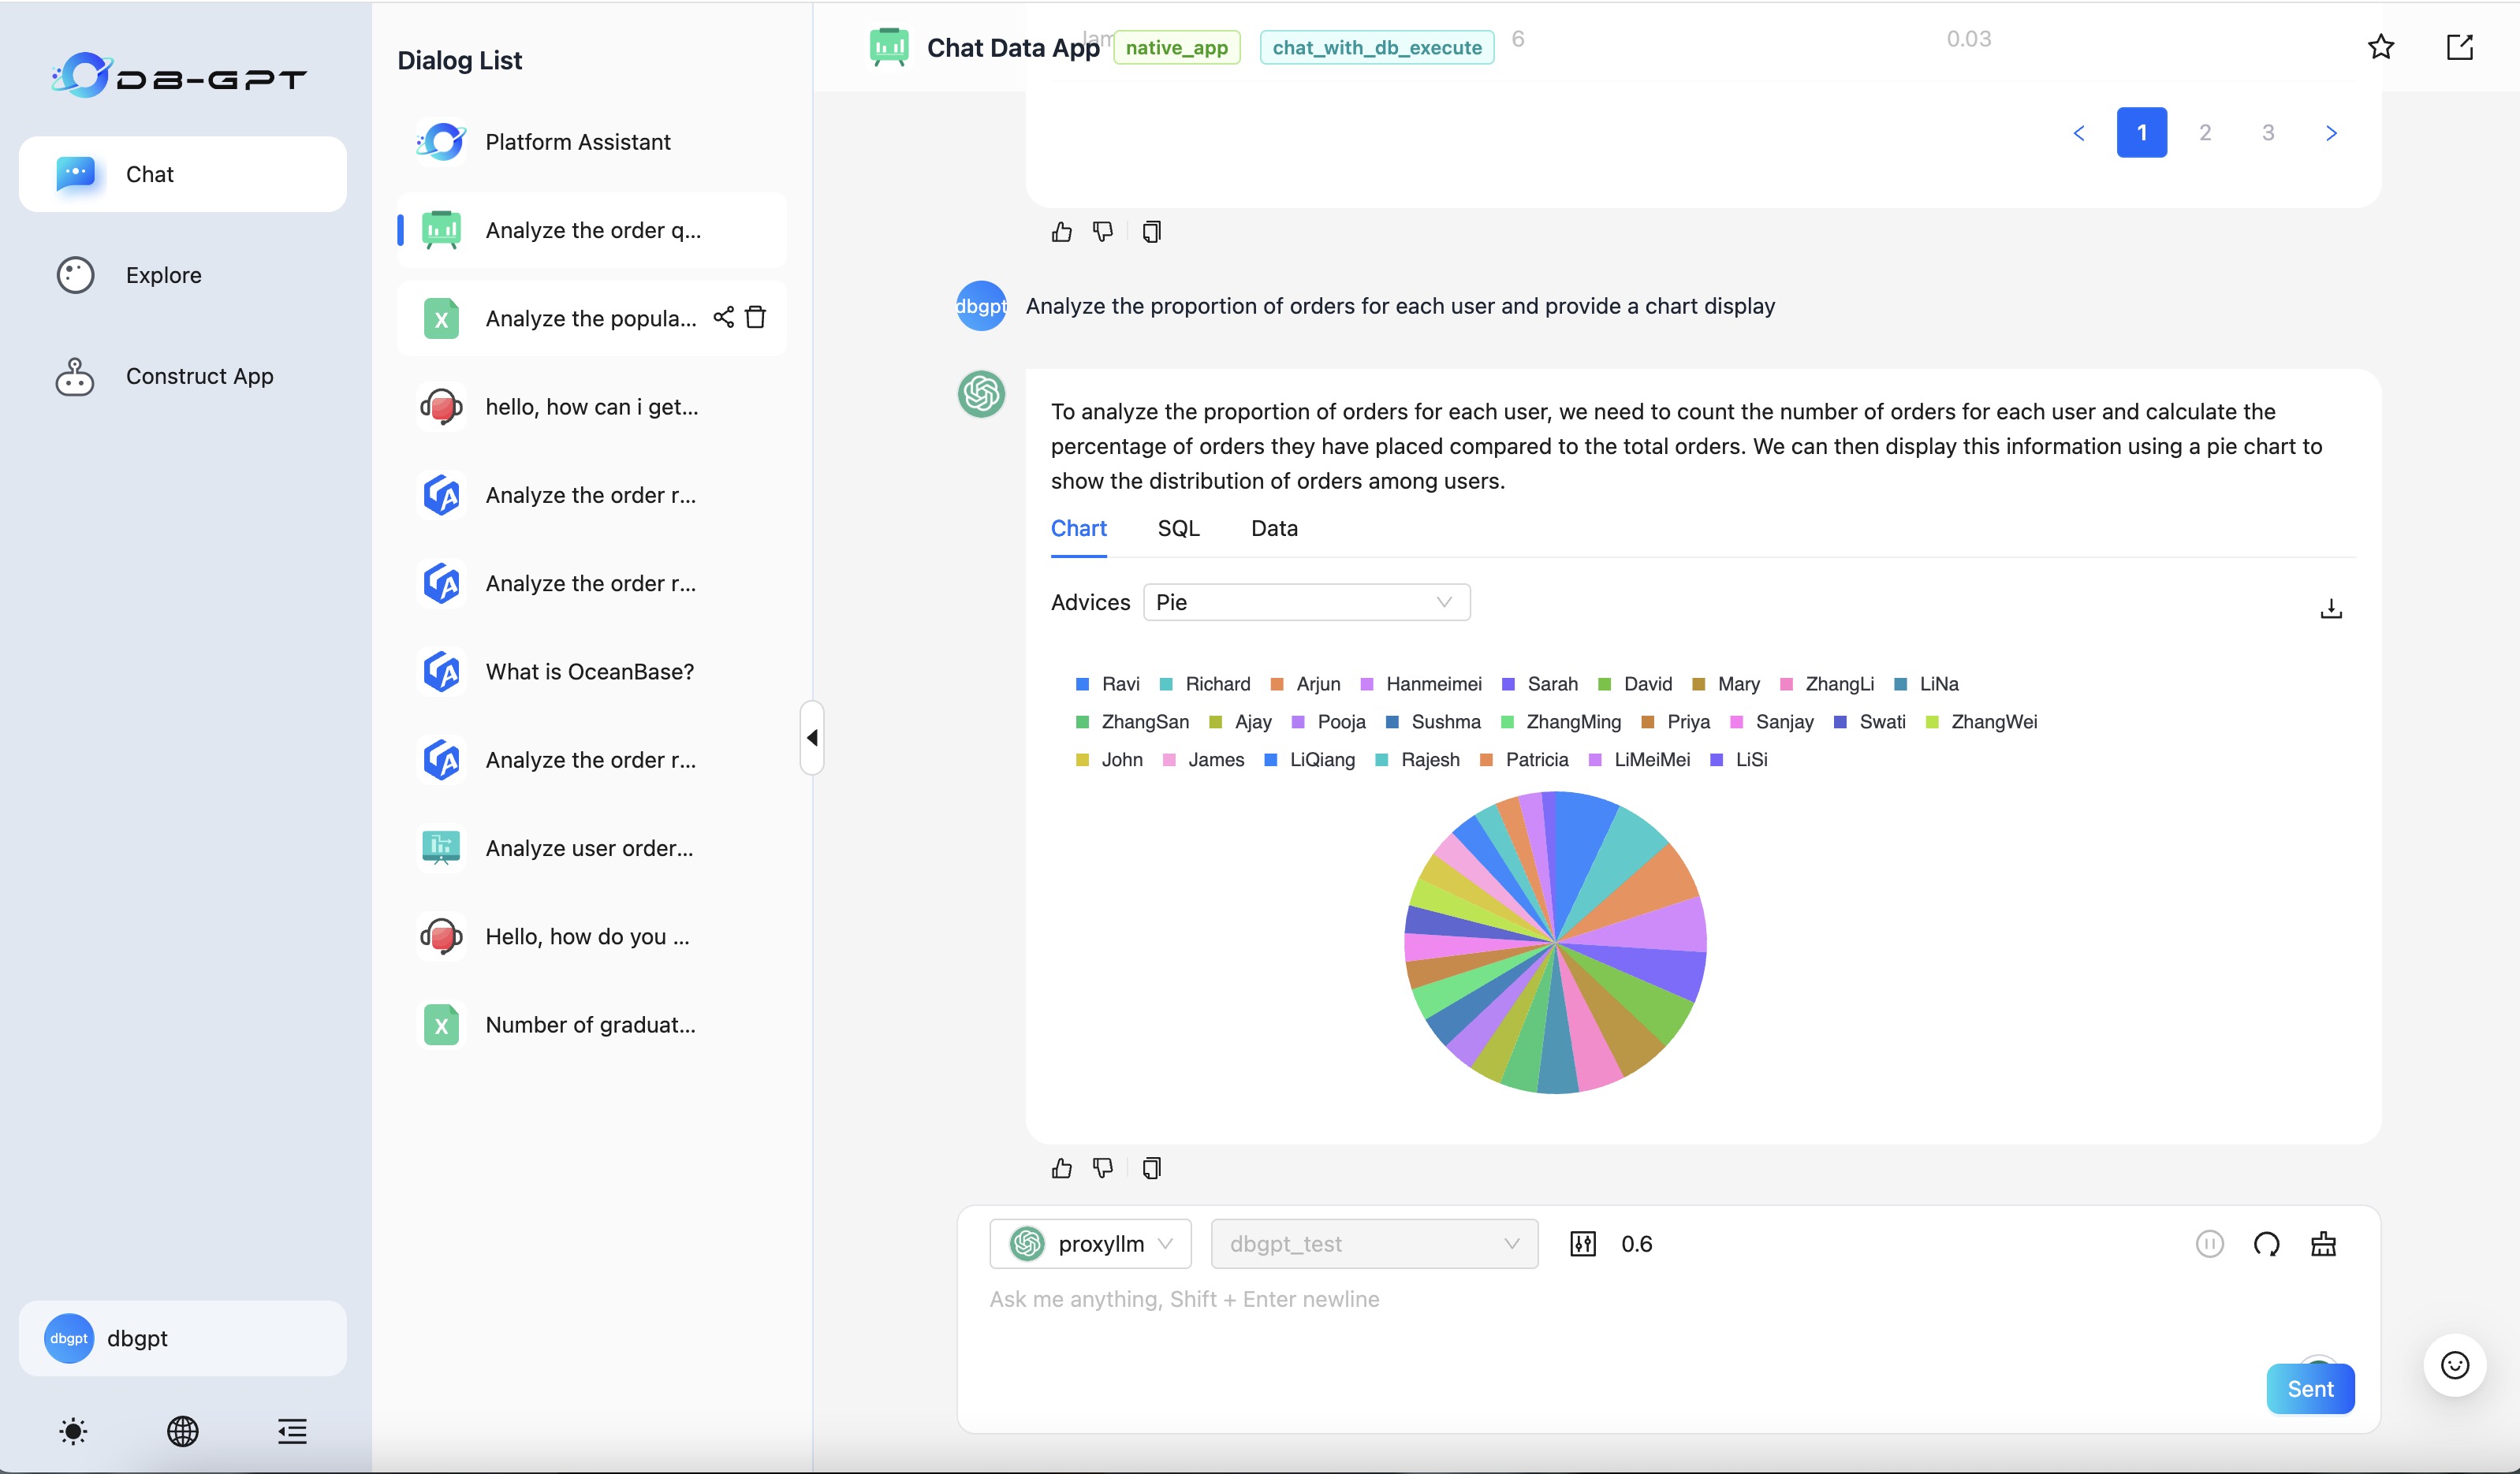 DB-GPT
Chat
Explore
Construct App
dbgpt
dbgpt
Dialog List
Platform Assistant
Analyze the order q...
Analyze the popula...
hello, how can i get...
Analyze the order r...
Analyze the order r...
What is OceanBase?
Analyze the order r...
Analyze user order...
Hello, how do you ...
Number of graduat...
Chat Data App native_app chat_with_db_execute 6 0.03
1 2 3
dbgpt Analyze the proportion of orders for each user and provide a chart display
To analyze the proportion of orders for each user, we need to count the number of orders for each user and calculate the
percentage of orders they have placed compared to the total orders. We can then display this information using a pie chart to
show the distribution of orders among users.
Chart SQL Data
Advices Pie
Ravi Richard Arjun Hanmeimei Sarah David Mary ZhangLi LiNa
ZhangSan Ajay Pooja Sushma ZhangMing Priya Sanjay Swati ZhangWei
John James LiQiang Rajesh Patricia LiMeiMei LiSi
proxyllm dbgpt_test 0.6
Ask me anything, Shift + Enter newline
Sent